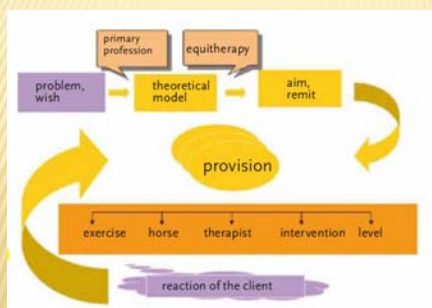 primary
profession
equitherapy
problem,
wish
theoretical
model
aim,
remit
provision
exercise horse therapist intervention level
reaction of the client